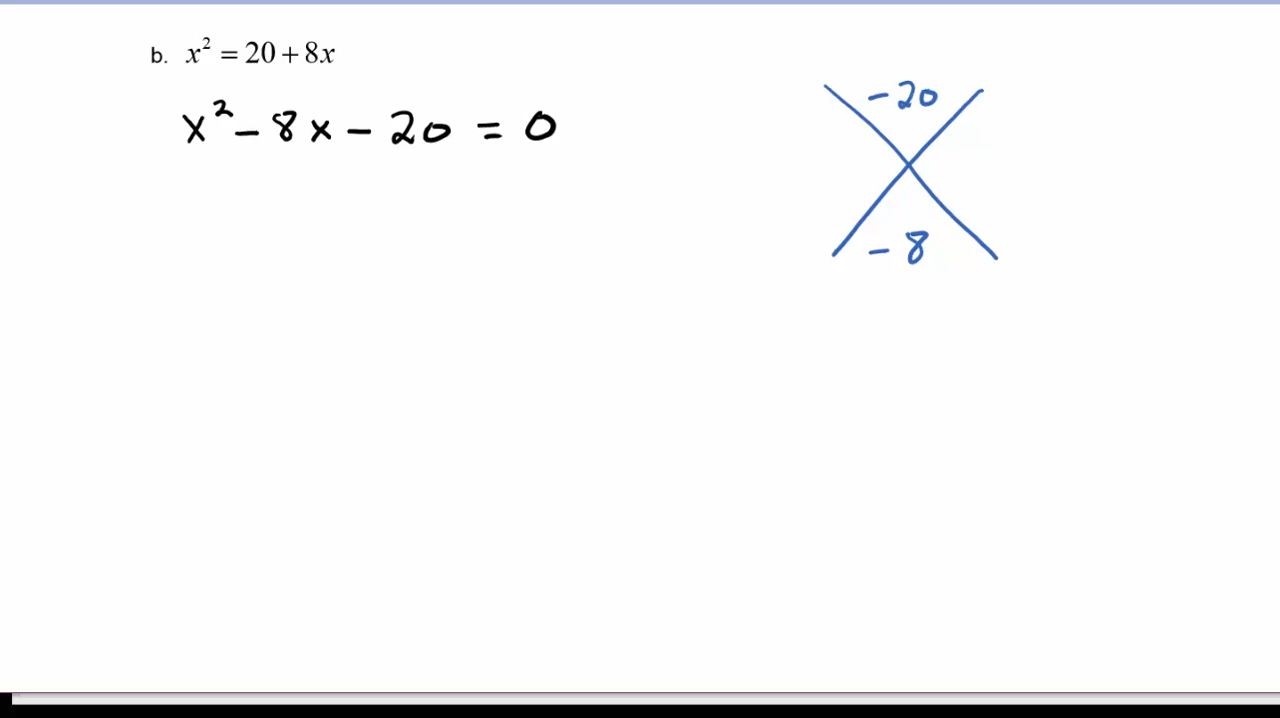 b. x² = 20 + 8x
x² - 8x - 20 = 0
-20
-8